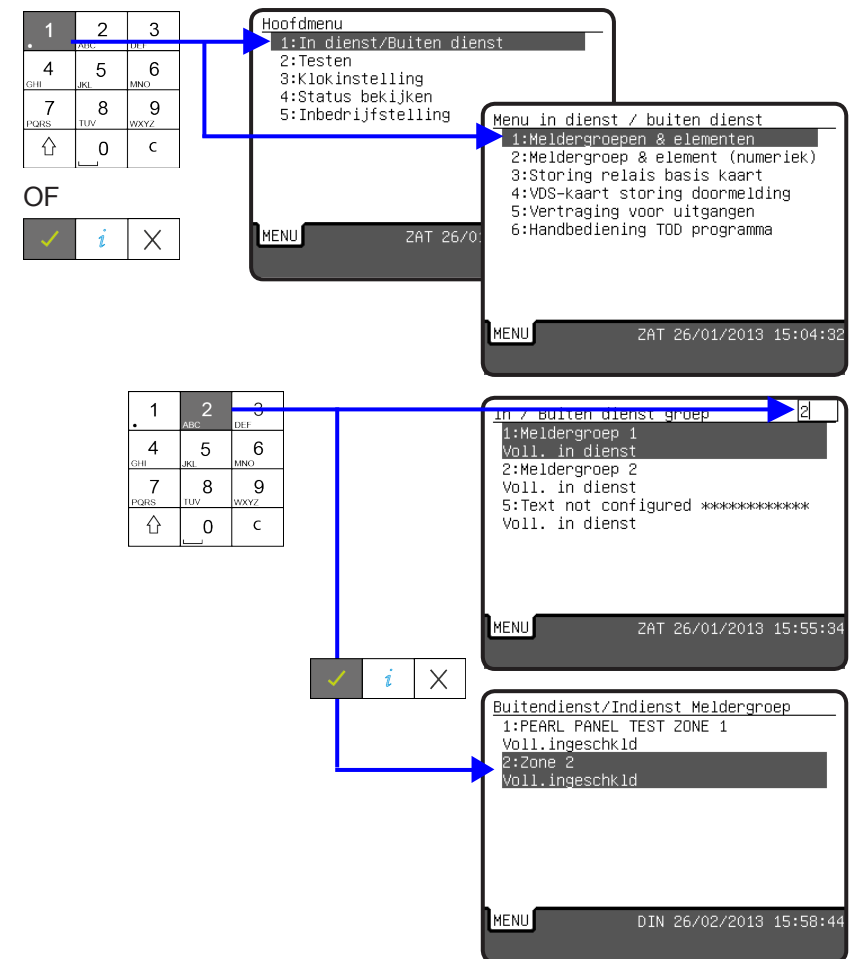 1 2 3
. ABC DEF
4 5 6
GHI JKL MNO
7 8 9
PQRS TUV WXYZ
0 C
OF
i X
Hoofdmenu
1:In dienst/Buiten dienst
2:Testen
3:Klokinstelling
4:Status bekijken
5:Inbedrijfstelling
MENU ZAT 26/01
Menu in dienst / buiten dienst
1:Meldergroepen & elementen
2:Meldergroep & element (numeriek)
3:Storing relais basis kaart
4:VDS-kaart storing doormelding
5:Vertraging voor uitgangen
6:Handbediening TOD programma
MENU ZAT 26/01/2013 15:04:32
1 2 3
. ABC DEF
4 5 6
GHI JKL MNO
7 8 9
PQRS TUV WXYZ
0 C
In / Buiten dienst groep 2
1:Meldergroep 1
Voll. in dienst
2:Meldergroep 2
Voll. in dienst
5:Text not configured ************
Voll. in dienst
MENU ZAT 26/01/2013 15:55:34
i X
Buitendienst/Indienst Meldergroep
1:PEARL PANEL TEST ZONE 1
Voll.ingeschkld
2:Zone 2
Voll.ingeschkld
MENU DIN 26/02/2013 15:58:44